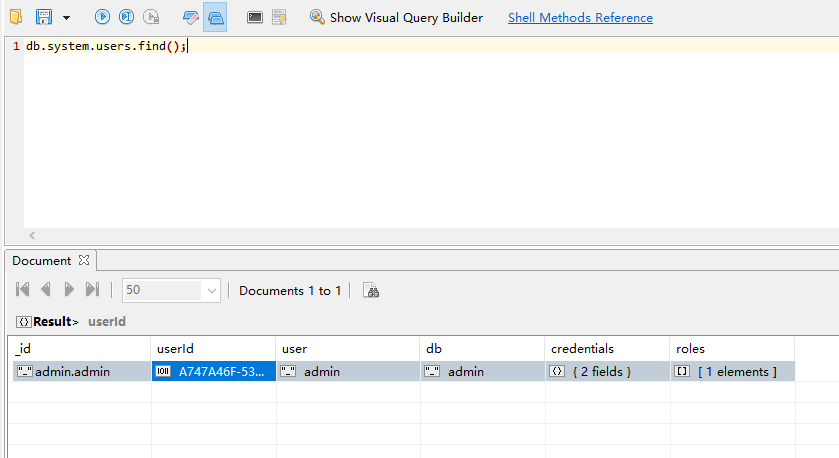 Show Visual Query Builder Shell Methods Reference
1 db.system.users.find();
Document
50 Documents 1 to 1
Result> userId
_id userId user db credentials roles
"_" admin.admin 1011 A747A46F-53... "_" admin "_" admin { 2 fields } [ 1 elements ]